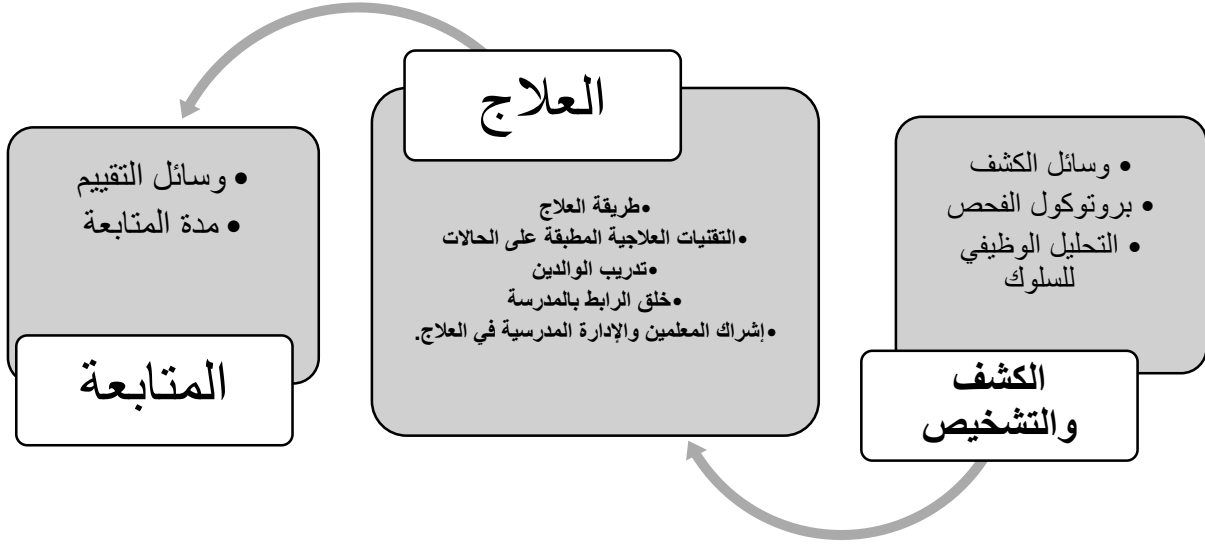 • وسائل الكشف
• بروتوكول الفحص
• التحليل الوظيفي
للسلوك
الكشف
والتشخيص
العلاج
•طريقة العلاج
•التقنيات العلاجية المطبقة على الحالات
•تدريب الوالدين
•خلق الرابط بالمدرسة
•إشراك المعلمين والإدارة المدرسية في العلاج.
• وسائل التقييم
• مدة المتابعة
المتابعة